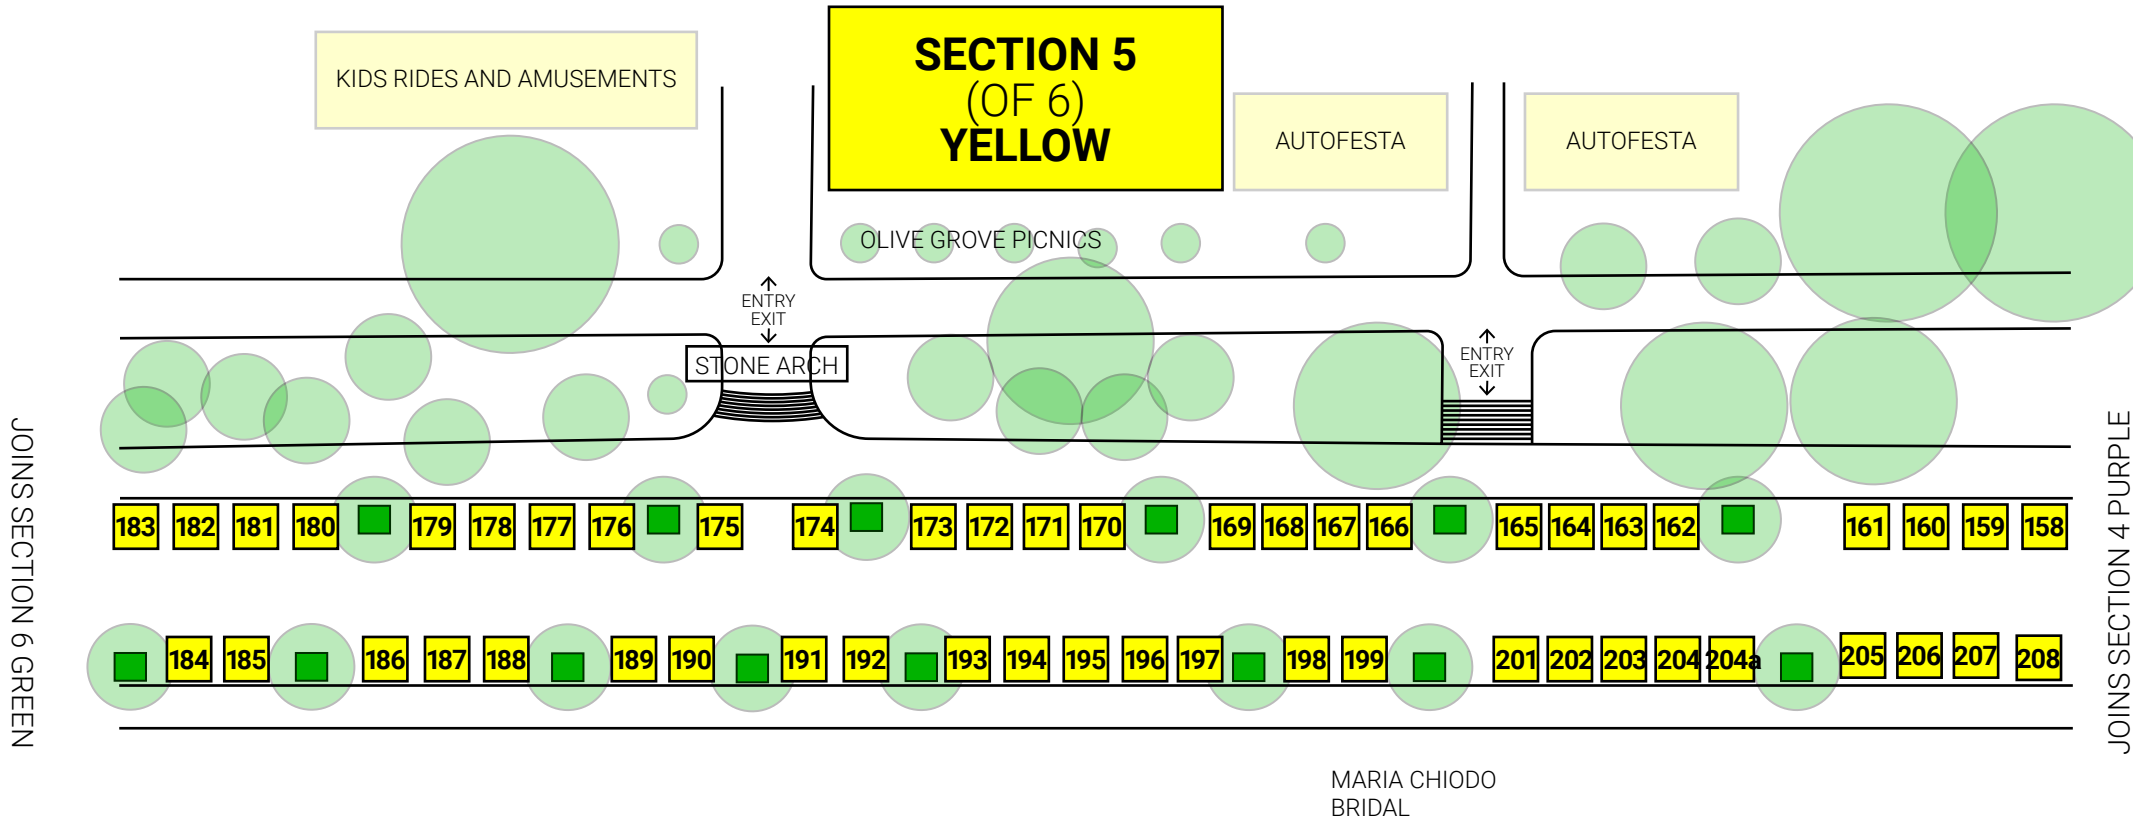 SECTION 5
(OF 6)
YELLOW
KIDS RIDES AND AMUSEMENTS
AUTOFESTA
AUTOFESTA
OLIVE GROVE PICNICS
ENTRY
EXIT
STONE ARCH
ENTRY
EXIT
JOINS SECTION 6 GREEEN
JOINS SECTION 4 PURPLE
183 182 181 180 179 178 177 176 175 174 173 172 171 170 169 168 167 166 165 164 163 162 161 160 159 158
184 185 186 187 188 189 190 191 192 193 194 195 196 197 198 199 201 202 203 204 204a 205 206 207 208
MARIA CHIODO
BRIDAL